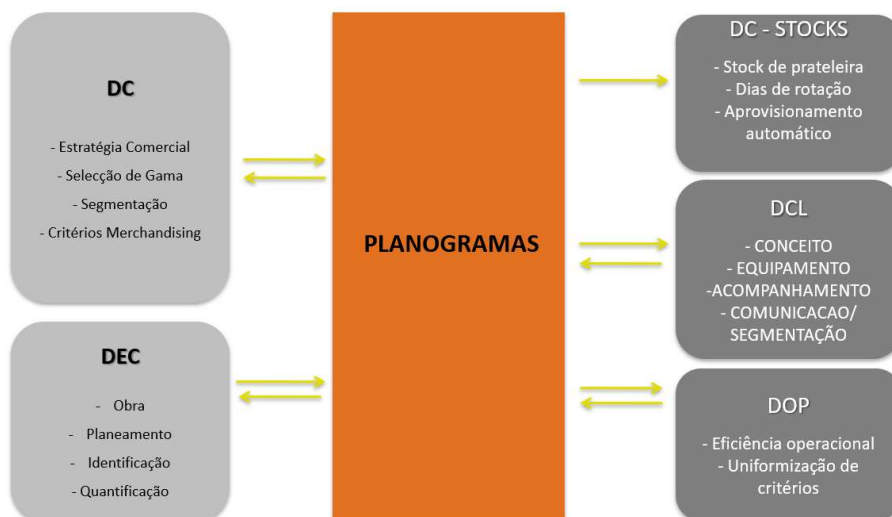 DC
- Estratégia Comercial
- Selecção de Gama
- Segmentação
- Critérios Merchandising
DEC
- Obra
- Planeamento
- Identificação
- Quantificação
PLANOGRAMAS
DC - STOCKS
- Stock de prateleira
- Dias de rotação
- Aprovisionamento
automático
DCL
- CONCEITO
- EQUIPAMENTO
-ACOMPANHAMENTO
- COMUNICACAO/
SEGMENTAÇÃO
DOP
- Eficiência operacional
- Uniformização de
critérios